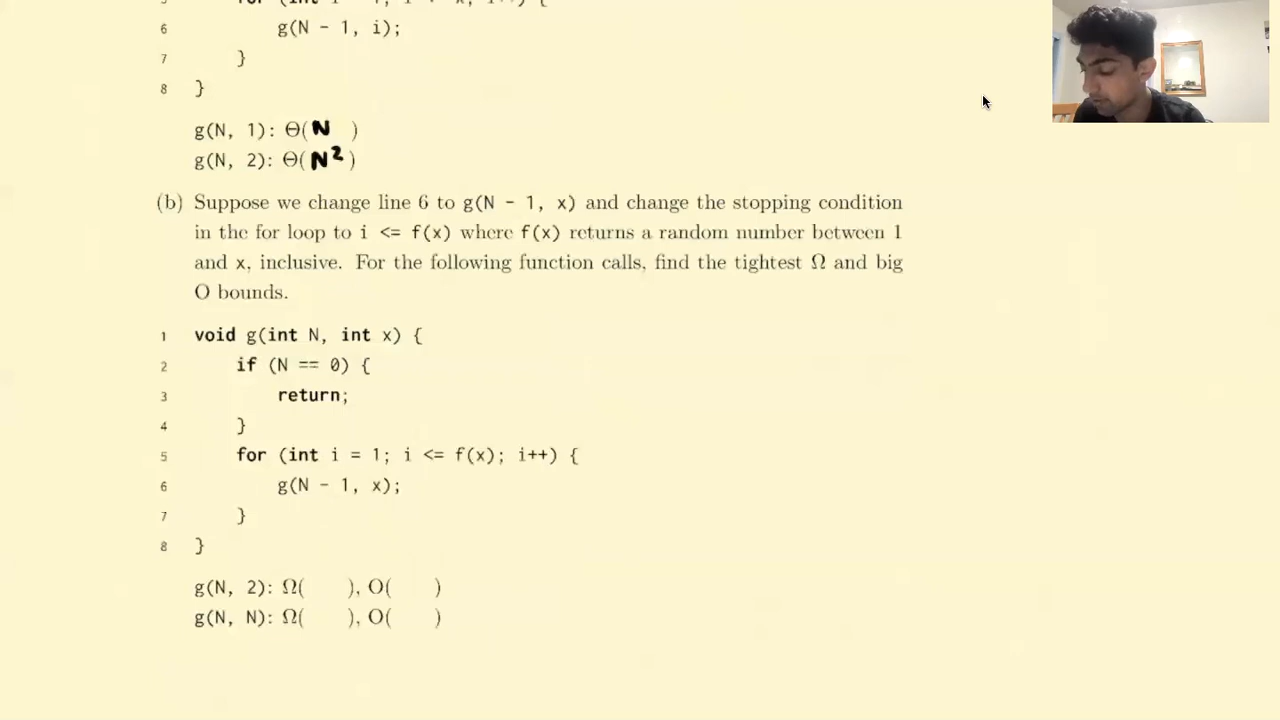 6 g(N - 1, i);
7 }
8 }
g(N, 1): Θ(N )
g(N, 2): Θ(N²)
(b) Suppose we change line 6 to g(N - 1, x) and change the stopping condition
in the for loop to i <= f(x) where f(x) returns a random number between 1
and x, inclusive. For the following function calls, find the tightest Ω and big
O bounds.
1 void g(int N, int x) {
2 if (N == 0) {
3 return;
4 }
5 for (int i = 1; i <= f(x); i++) {
6 g(N - 1, x);
7 }
8 }
g(N, 2): Ω( ), O( )
g(N, N): Ω( ), O( )